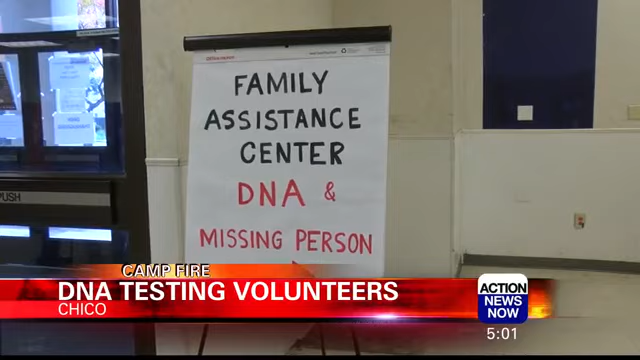 FAMILY
ASSISTANCE
CENTER
DNA &
MISSING PERSON
PUSH
CAMP FIRE
DNA TESTING VOLUNTEERS
CHICO
ACTION
NEWS
NOW
5:01